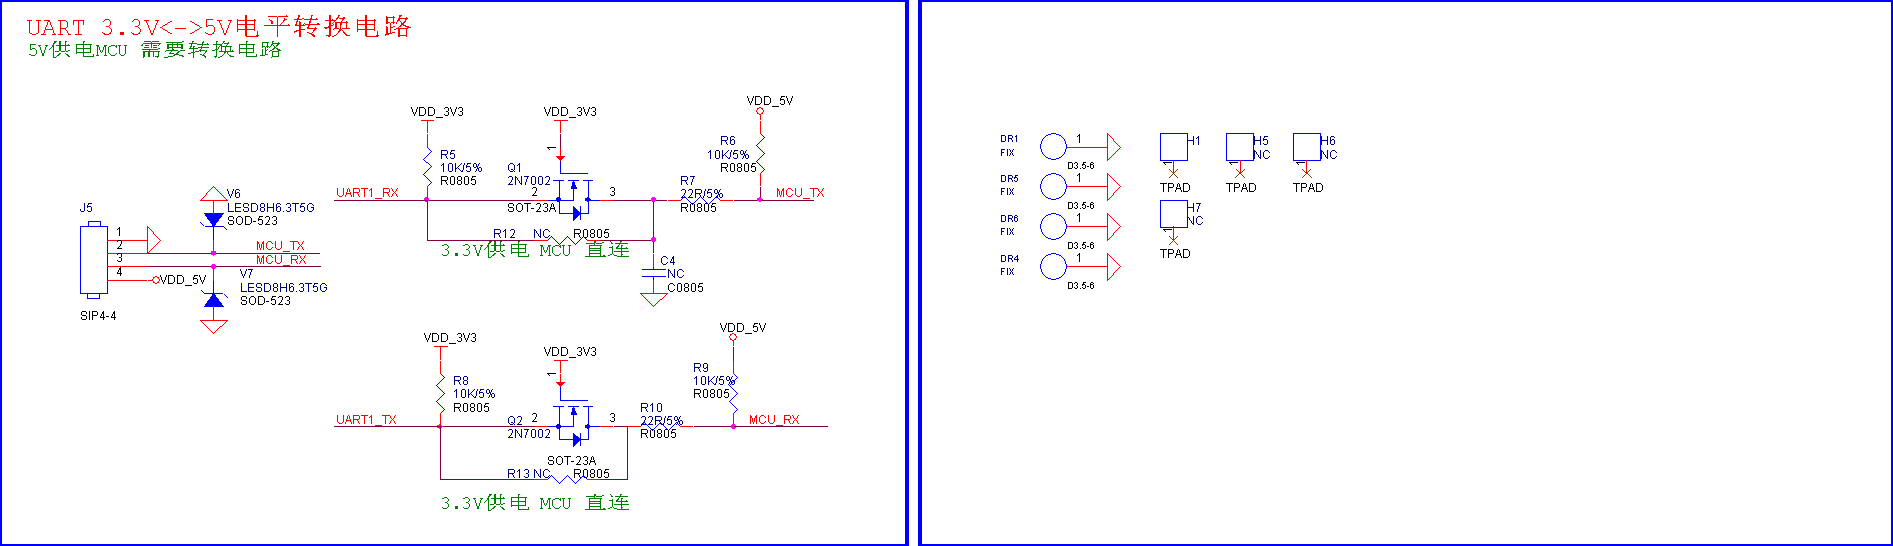 UART 3.3V<->5V电平转换电路
5V供电MCU 需要转换电路
VDD_3V3
VDD_3V3
VDD_5V
R5
10K/5%
R0805
1
Q1
2N7002
2
3
SOT-23A
R6
10K/5%
R0805
R7
22R/5%
R0805
UART1_RX
MCU_TX
R12 NC R0805
3.3V供电 MCU 直连
C4
NC
C0805
V6
LESD8H6.3T5G
SOD-523
J5
1
2
3
4
MCU_TX
MCU_RX
VDD_5V
V7
LESD8H6.3T5G
SOD-523
SIP4-4
VDD_3V3
VDD_3V3
VDD_5V
R8
10K/5%
R0805
1
Q2
2N7002
2
3
SOT-23A
R9
10K/5%
R0805
R10
22R/5%
R0805
UART1_TX
MCU_RX
R13 NC R0805
3.3V供电 MCU 直连
DR1
FIX
1
D3.5-6
DR5
FIX
1
D3.5-6
DR6
FIX
1
D3.5-6
DR4
FIX
1
D3.5-6
H1
1
TPAD
H5
NC
1
TPAD
H6
NC
1
TPAD
H7
NC
1
TPAD